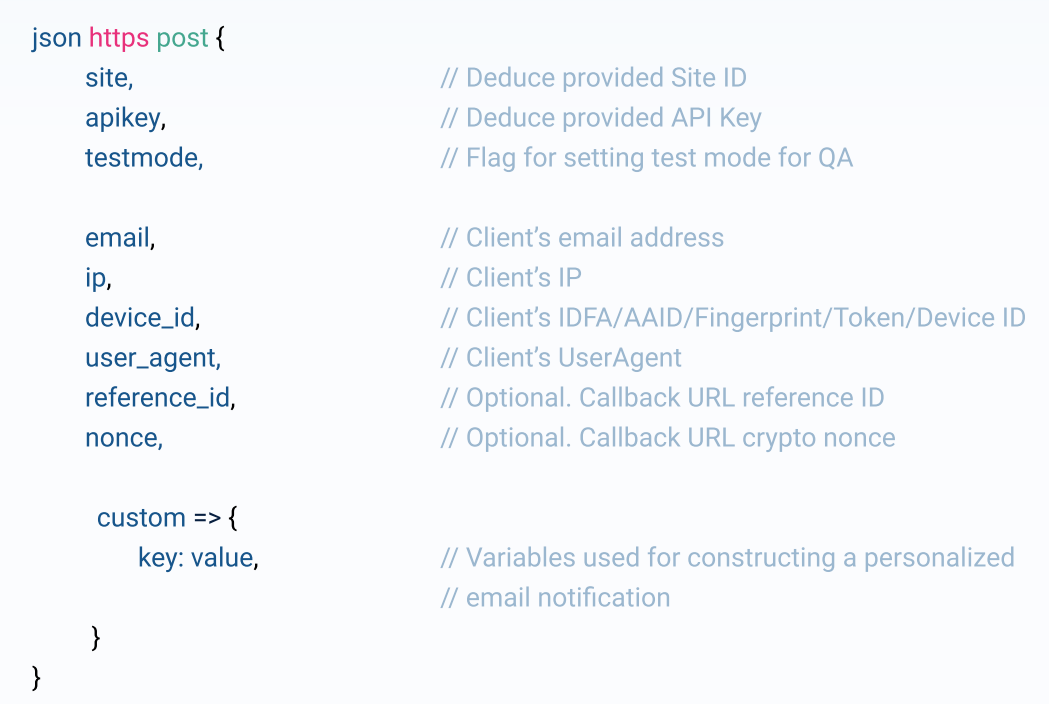 json https post {
site, // Deduce provided Site ID
apikey, // Deduce provided API Key
testmode, // Flag for setting test mode for QA
email, // Client’s email address
ip, // Client’s IP
device_id, // Client’s IDFA/AAID/Fingerprint/Token/Device ID
user_agent, // Client’s UserAgent
reference_id, // Optional. Callback URL reference ID
nonce, // Optional. Callback URL crypto nonce
custom => {
key: value, // Variables used for constructing a personalized
// email notification
}
}